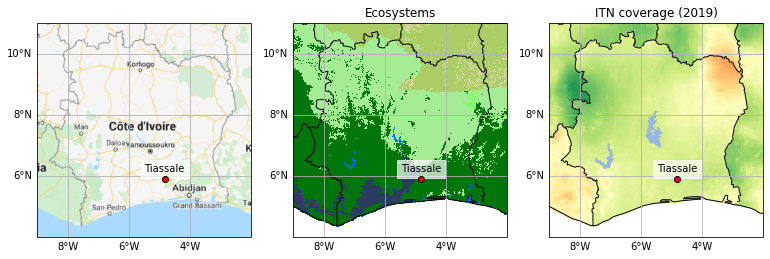 Ecosystems
ITN coverage (2019)
10°N
8°N
6°N
8°W
6°W
4°W
Korhogo
Côte d'Ivoire
Man
Daloa
Yamoussoukro
Tiassale
ia
Abidjan
San-Pedro
Grand-Bassam
10°N
8°N
6°N
8°W
6°W
4°W
Tiassale
10°N
8°N
6°N
8°W
6°W
4°W
Tiassale